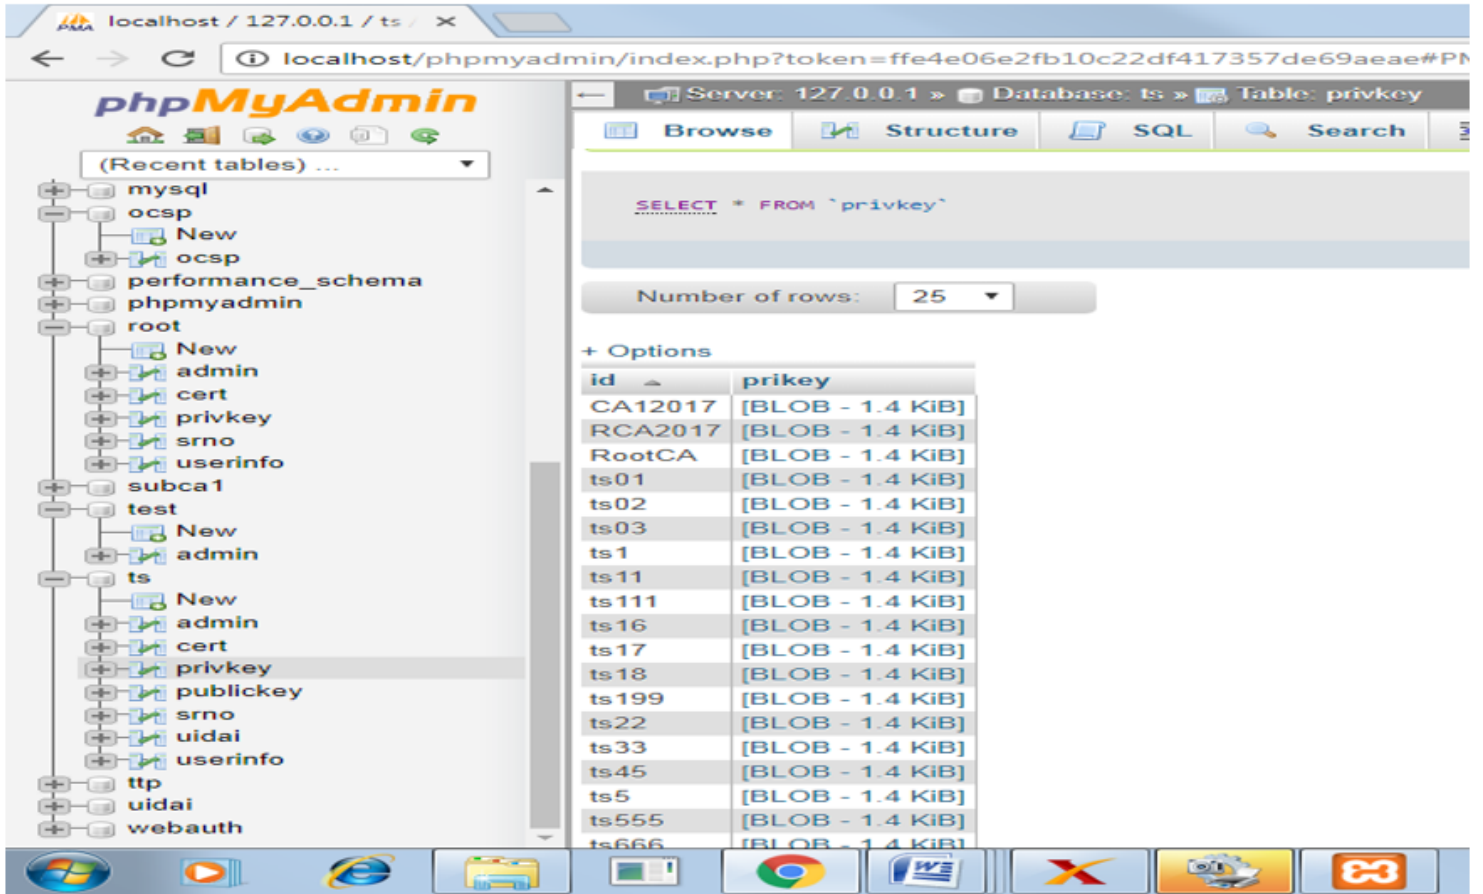 localhost / 127.0.0.1 / ts /
localhost/phpmyadmin/index.php?token=ffe4e06e2fb10c22df417357de69aeae#PM
phpMyAdmin
(Recent tables) ...
mysql
ocsp
New
ocsp
performance_schema
phpmyadmin
root
New
admin
cert
privkey
srno
userinfo
subca1
test
New
admin
ts
New
admin
cert
privkey
publickey
srno
uidai
userinfo
ttp
uidai
webauth
Server: 127.0.0.1 » Database: ts » Table: privkey
Browse Structure SQL Search
SELECT * FROM `privkey`
Number of rows: 25
+ Options
id prikey
CA12017 [BLOB - 1.4 KiB]
RCA2017 [BLOB - 1.4 KiB]
RootCA [BLOB - 1.4 KiB]
ts01 [BLOB - 1.4 KiB]
ts02 [BLOB - 1.4 KiB]
ts03 [BLOB - 1.4 KiB]
ts1 [BLOB - 1.4 KiB]
ts11 [BLOB - 1.4 KiB]
ts111 [BLOB - 1.4 KiB]
ts16 [BLOB - 1.4 KiB]
ts17 [BLOB - 1.4 KiB]
ts18 [BLOB - 1.4 KiB]
ts199 [BLOB - 1.4 KiB]
ts22 [BLOB - 1.4 KiB]
ts33 [BLOB - 1.4 KiB]
ts45 [BLOB - 1.4 KiB]
ts5 [BLOB - 1.4 KiB]
ts555 [BLOB - 1.4 KiB]
ts666 [BLOB - 1.4 KiB]